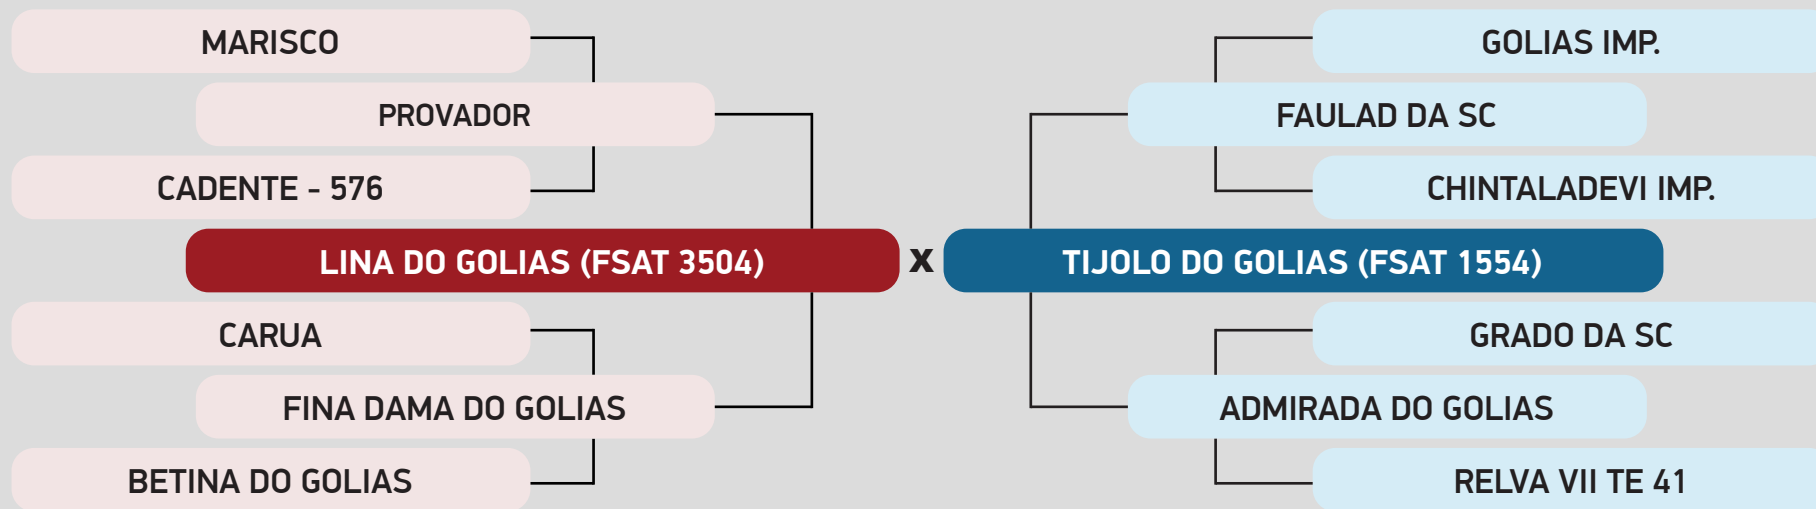 MARISCO
GOLIAS IMP.
PROVADOR
FAULAD DA SC
CADENTE - 576
CHINTALADEVI IMP.
LINA DO GOLIAS (FSAT 3504) X TIJOLO DO GOLIAS (FSAT 1554)
CARUA
GRADO DA SC
FINA DAMA DO GOLIAS
ADMIRADA DO GOLIAS
BETINA DO GOLIAS
RELVA VII TE 41